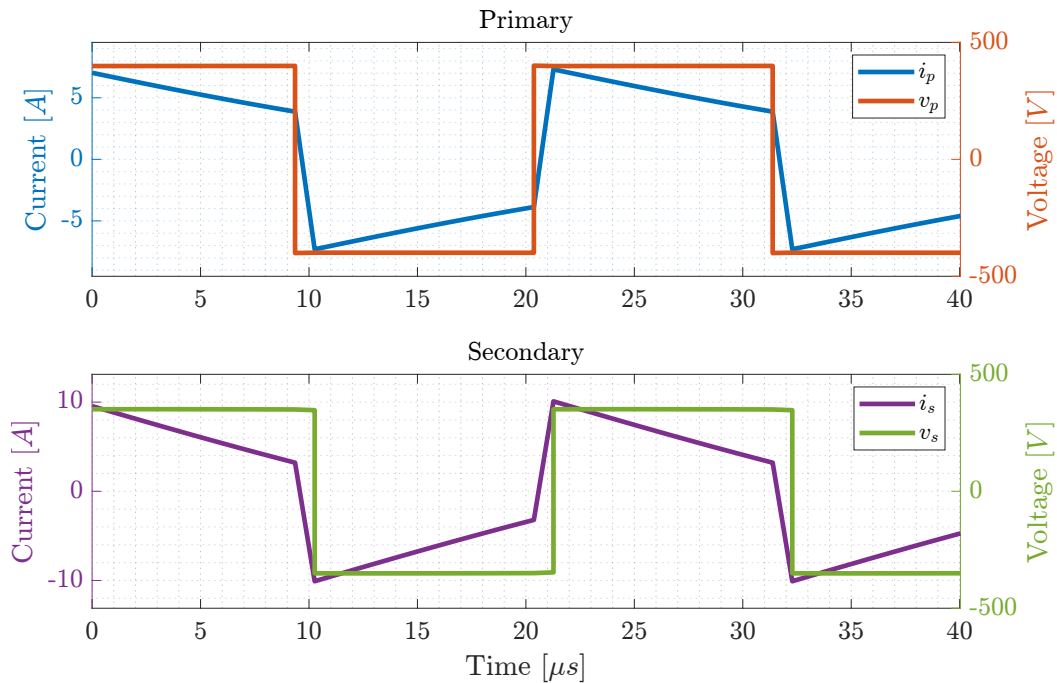 Primary
Current [A]
5
0
-5
500
0
-500
Voltage [V]
i_p
v_p
0 5 10 15 20 25 30 35 40
Secondary
Current [A]
10
0
-10
500
0
-500
Voltage [V]
i_s
v_s
0 5 10 15 20 25 30 35 40
Time [μs]